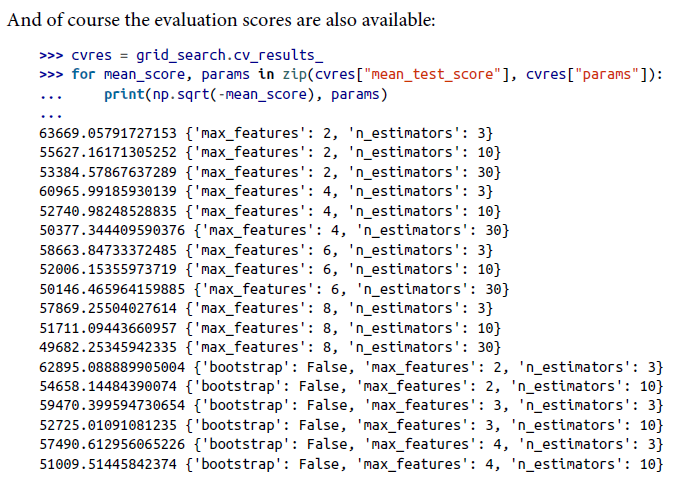 And of course the evaluation scores are also available:
>>> cvres = grid_search.cv_results_
>>> for mean_score, params in zip(cvres["mean_test_score"], cvres["params"]):
...     print(np.sqrt(-mean_score), params)
...
63669.05791727153 {'max_features': 2, 'n_estimators': 3}
55627.16171305252 {'max_features': 2, 'n_estimators': 10}
53384.57867637289 {'max_features': 2, 'n_estimators': 30}
60965.99185930139 {'max_features': 4, 'n_estimators': 3}
52740.98248528835 {'max_features': 4, 'n_estimators': 10}
50377.344409590376 {'max_features': 4, 'n_estimators': 30}
58663.84733372485 {'max_features': 6, 'n_estimators': 3}
52006.15355973719 {'max_features': 6, 'n_estimators': 10}
50146.465964159885 {'max_features': 6, 'n_estimators': 30}
57869.25504027614 {'max_features': 8, 'n_estimators': 3}
51711.09443660957 {'max_features': 8, 'n_estimators': 10}
49682.25345942335 {'max_features': 8, 'n_estimators': 30}
62895.088889905004 {'bootstrap': False, 'max_features': 2, 'n_estimators': 3}
54658.14484390074 {'bootstrap': False, 'max_features': 2, 'n_estimators': 10}
59470.399594730654 {'bootstrap': False, 'max_features': 3, 'n_estimators': 3}
52725.01091081235 {'bootstrap': False, 'max_features': 3, 'n_estimators': 10}
57490.612956065226 {'bootstrap': False, 'max_features': 4, 'n_estimators': 3}
51009.51445842374 {'bootstrap': False, 'max_features': 4, 'n_estimators': 10}